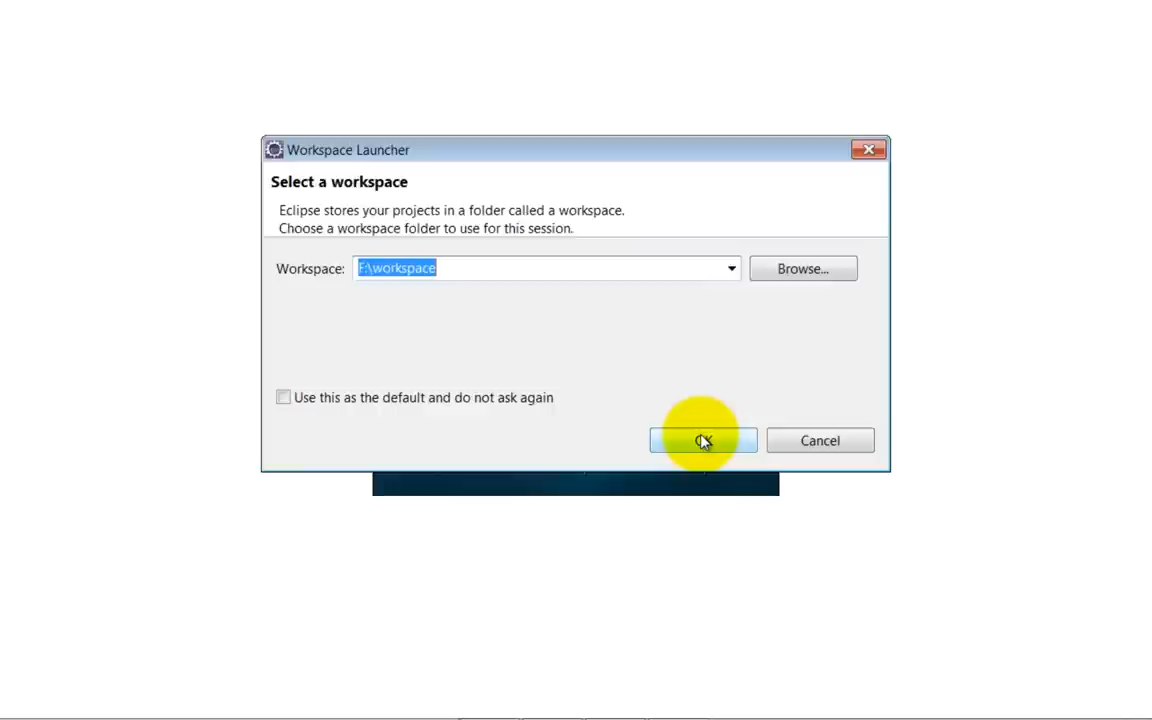 Workspace Launcher
Select a workspace
Eclipse stores your projects in a folder called a workspace.
Choose a workspace folder to use for this session.
Workspace: F:\workspace Browse...
Use this as the default and do not ask again
OK Cancel